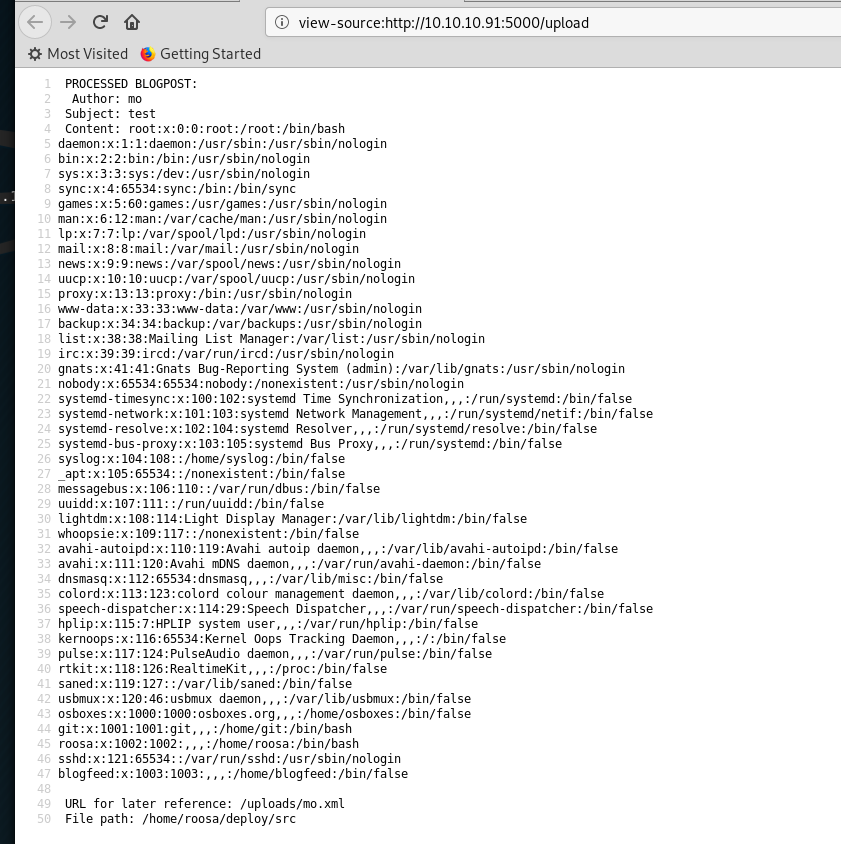 view-source:http://10.10.10.91:5000/upload
Most Visited Getting Started
1 PROCESSED BLOGPOST:
2 Author: mo
3 Subject: test
4 Content: root:x:0:0:root:/root:/bin/bash
5 daemon:x:1:1:daemon:/usr/sbin:/usr/sbin/nologin
6 bin:x:2:2:bin:/bin:/usr/sbin/nologin
7 sys:x:3:3:sys:/dev:/usr/sbin/nologin
8 sync:x:4:65534:sync:/bin:/bin/sync
9 games:x:5:60:games:/usr/games:/usr/sbin/nologin
10 man:x:6:12:man:/var/cache/man:/usr/sbin/nologin
11 lp:x:7:7:lp:/var/spool/lpd:/usr/sbin/nologin
12 mail:x:8:8:mail:/var/mail:/usr/sbin/nologin
13 news:x:9:9:news:/var/spool/news:/usr/sbin/nologin
14 uucp:x:10:10:uucp:/var/spool/uucp:/usr/sbin/nologin
15 proxy:x:13:13:proxy:/bin:/usr/sbin/nologin
16 www-data:x:33:33:www-data:/var/www:/usr/sbin/nologin
17 backup:x:34:34:backup:/var/backups:/usr/sbin/nologin
18 list:x:38:38:Mailing List Manager:/var/list:/usr/sbin/nologin
19 irc:x:39:39:ircd:/var/run/ircd:/usr/sbin/nologin
20 gnats:x:41:41:Gnats Bug-Reporting System (admin):/var/lib/gnats:/usr/sbin/nologin
21 nobody:x:65534:65534:nobody:/nonexistent:/usr/sbin/nologin
22 systemd-timesync:x:100:102:systemd Time Synchronization,,,:/run/systemd:/bin/false
23 systemd-network:x:101:103:systemd Network Management,,,:/run/systemd/netif:/bin/false
24 systemd-resolve:x:102:104:systemd Resolver,,,:/run/systemd/resolve:/bin/false
25 systemd-bus-proxy:x:103:105:systemd Bus Proxy,,,:/run/systemd:/bin/false
26 syslog:x:104:108::/home/syslog:/bin/false
27 _apt:x:105:65534::/nonexistent:/bin/false
28 messagebus:x:106:110::/var/run/dbus:/bin/false
29 uuidd:x:107:111::/run/uuidd:/bin/false
30 lightdm:x:108:114:Light Display Manager:/var/lib/lightdm:/bin/false
31 whoopsie:x:109:117::/nonexistent:/bin/false
32 avahi-autoipd:x:110:119:Avahi autoip daemon,,,:/var/lib/avahi-autoipd:/bin/false
33 avahi:x:111:120:Avahi mDNS daemon,,,:/var/run/avahi-daemon:/bin/false
34 dnsmasq:x:112:65534:dnsmasq,,,:/var/lib/misc:/bin/false
35 colord:x:113:123:colord colour management daemon,,,:/var/lib/colord:/bin/false
36 speech-dispatcher:x:114:29:Speech Dispatcher,,,:/var/run/speech-dispatcher:/bin/false
37 hplip:x:115:7:HPLIP system user,,,:/var/run/hplip:/bin/false
38 kernoops:x:116:65534:Kernel Oops Tracking Daemon,,,:/:/bin/false
39 pulse:x:117:124:PulseAudio daemon,,,:/var/run/pulse:/bin/false
40 rtkit:x:118:126:RealtimeKit,,,:/proc:/bin/false
41 saned:x:119:127::/var/lib/saned:/bin/false
42 usbmux:x:120:46:usbmux daemon,,,:/var/lib/usbmux:/bin/false
43 osboxes:x:1000:1000:osboxes.org,,,:/home/osboxes:/bin/false
44 git:x:1001:1001:git,,,:/home/git:/bin/bash
45 roosa:x:1002:1002:,,,:/home/roosa:/bin/bash
46 sshd:x:121:65534::/var/run/sshd:/usr/sbin/nologin
47 blogfeed:x:1003:1003:,,,:/home/blogfeed:/bin/false
48
49 URL for later reference: /uploads/mo.xml
50 File path: /home/roosa/deploy/src